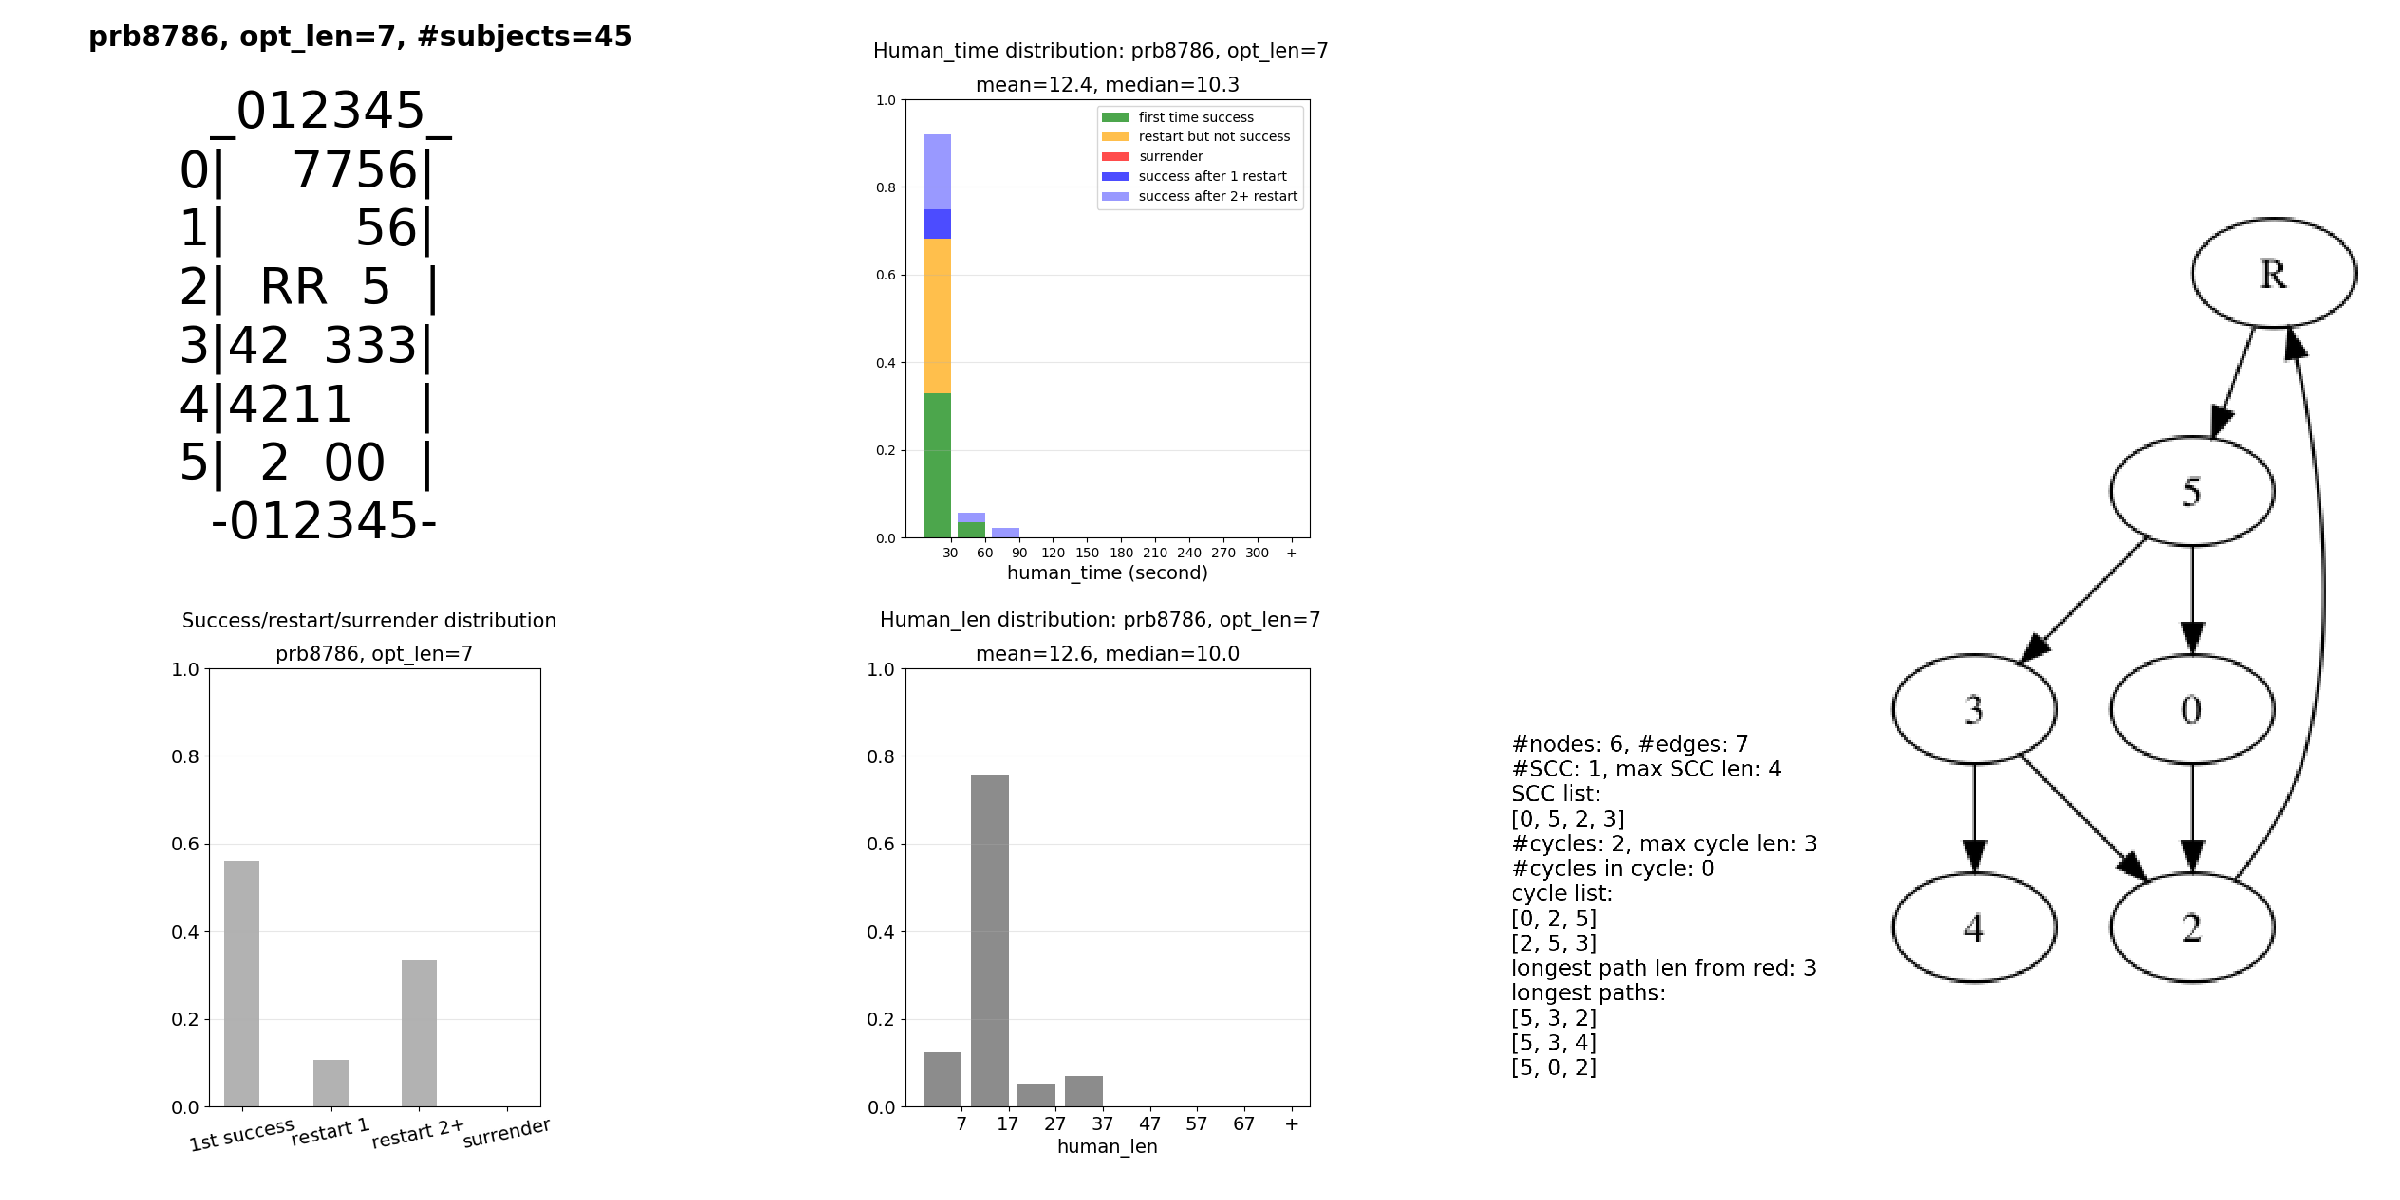 prb8786, opt_len=7, #subjects=45
_012345_
0|  7756|
1|    56|
2| RR 5 |
3|42 333|
4|4211  |
5| 2 00 |
-012345-
Human_time distribution: prb8786, opt_len=7
mean=12.4, median=10.3
1.0
0.8
0.6
0.4
0.2
0.0
first time success
restart but not success
surrender
success after 1 restart
success after 2+ restart
30 60 90 120 150 180 210 240 270 300 +
human_time (second)
Success/restart/surrender distribution
prb8786, opt_len=7
1.0
0.8
0.6
0.4
0.2
0.0
1st success restart 1 restart 2+ surrender
Human_len distribution: prb8786, opt_len=7
mean=12.6, median=10.0
1.0
0.8
0.6
0.4
0.2
0.0
7 17 27 37 47 57 67 +
human_len
#nodes: 6, #edges: 7
#SCC: 1, max SCC len: 4
SCC list:
[0, 5, 2, 3]
#cycles: 2, max cycle len: 3
#cycles in cycle: 0
cycle list:
[0, 2, 5]
[2, 5, 3]
longest path len from red: 3
longest paths:
[5, 3, 2]
[5, 3, 4]
[5, 0, 2]
R
5
3 0
4 2